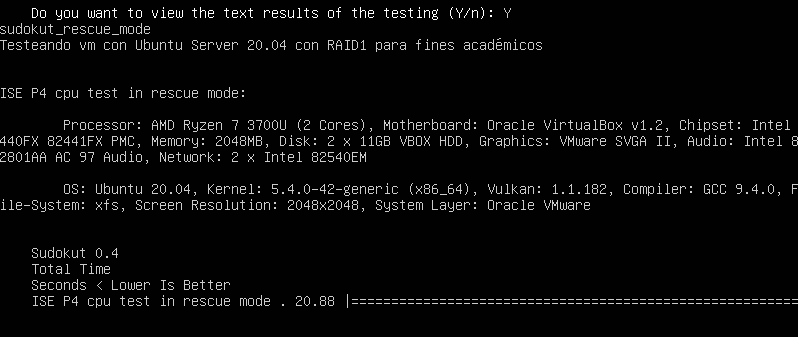 Do you want to view the text results of the testing (Y/n): Y
sudokut_rescue_mode
Testeando vm con Ubuntu Server 20.04 con RAID1 para fines académicos
ISE P4 cpu test in rescue mode:
Processor: AMD Ryzen 7 3700U (2 Cores), Motherboard: Oracle VirtualBox v1.2, Chipset: Intel
440FX 82441FX PMC, Memory: 2048MB, Disk: 2 x 11GB VBOX HDD, Graphics: VMware SVGA II, Audio: Intel 8
2801AA AC 97 Audio, Network: 2 x Intel 82540EM
OS: Ubuntu 20.04, Kernel: 5.4.0-42-generic (x86_64), Vulkan: 1.1.182, Compiler: GCC 9.4.0, F
ile-System: xfs, Screen Resolution: 2048x2048, System Layer: Oracle VMware
Sudokut 0.4
Total Time
Seconds < Lower Is Better
ISE P4 cpu test in rescue mode . 20.88 |========================================================